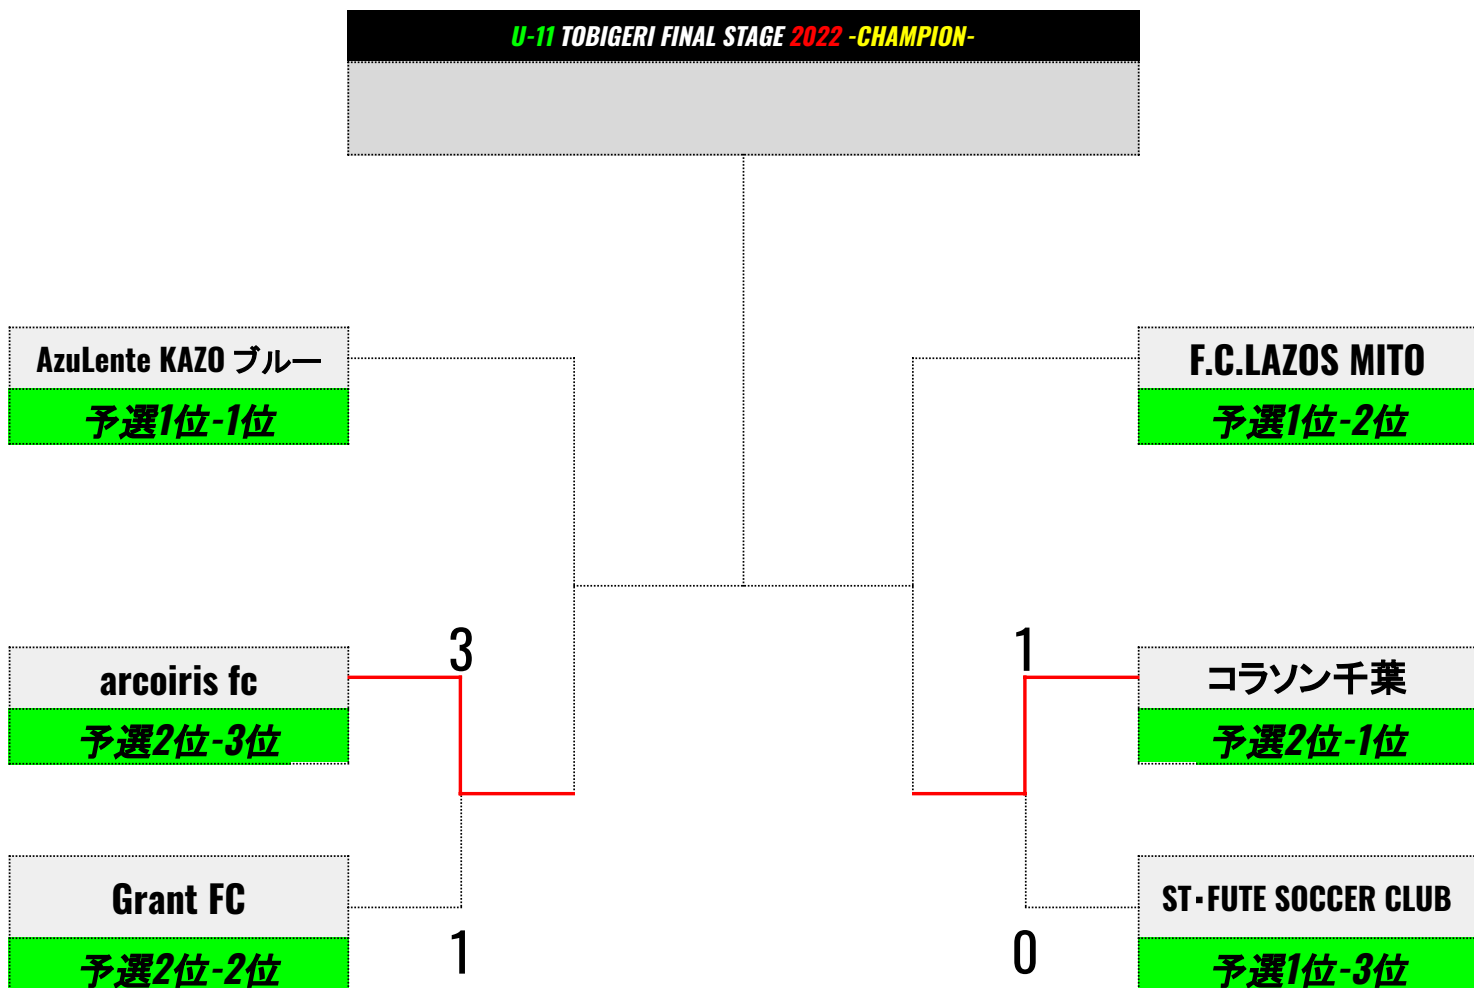 U-11 TOBIGERI FINAL STAGE 2022 -CHAMPION-
AzuLente KAZO ブルー
予選1位-1位
F.C.LAZOS MITO
予選1位-2位
3
1
arcoiris fc
予選2位-3位
コラソン千葉
予選2位-1位
Grant FC
予選2位-2位
ST・FUTE SOCCER CLUB
予選1位-3位
1
0